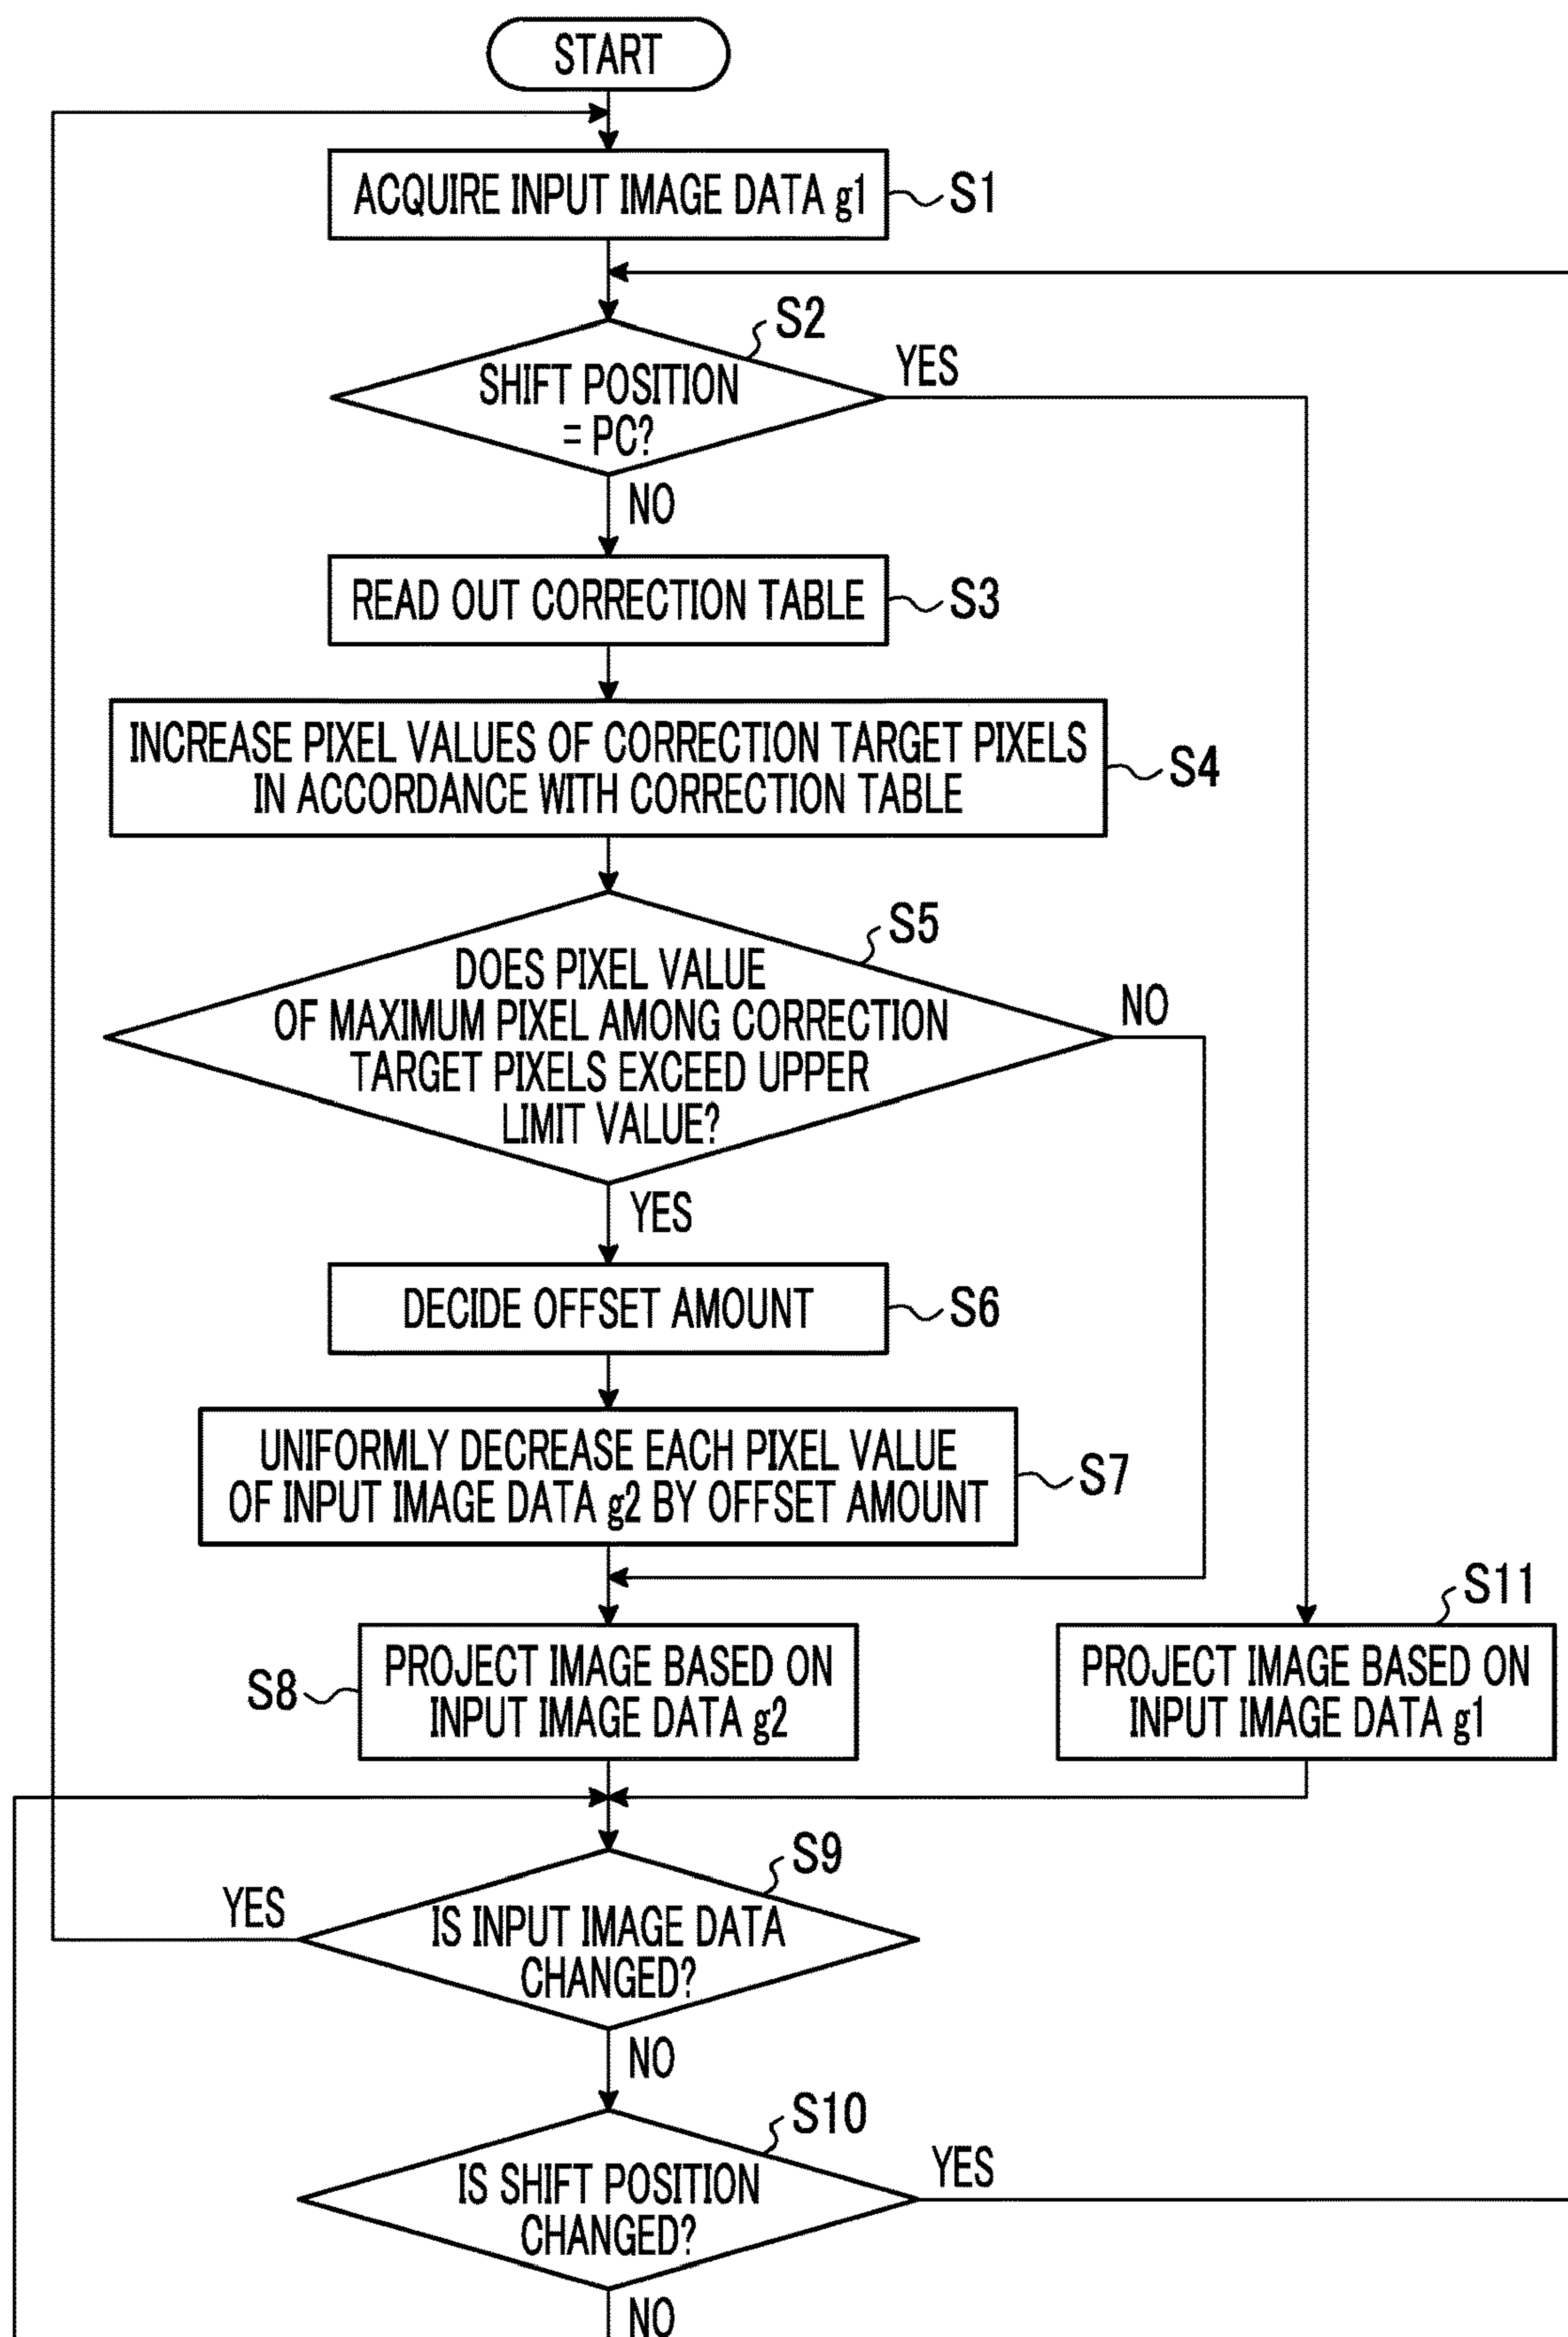 START
ACQUIRE INPUT IMAGE DATA g1
S1
S2
SHIFT POSITION
= PC?
YES
NO
READ OUT CORRECTION TABLE
S3
INCREASE PIXEL VALUES OF CORRECTION TARGET PIXELS
IN ACCORDANCE WITH CORRECTION TABLE
S4
S5
DOES PIXEL VALUE
OF MAXIMUM PIXEL AMONG CORRECTION
TARGET PIXELS EXCEED UPPER
LIMIT VALUE?
NO
YES
DECIDE OFFSET AMOUNT
S6
UNIFORMLY DECREASE EACH PIXEL VALUE
OF INPUT IMAGE DATA g2 BY OFFSET AMOUNT
S7
S8
PROJECT IMAGE BASED ON
INPUT IMAGE DATA g2
S11
PROJECT IMAGE BASED ON
INPUT IMAGE DATA g1
S9
YES
IS INPUT IMAGE DATA
CHANGED?
NO
S10
IS SHIFT POSITION
CHANGED?
YES
NO